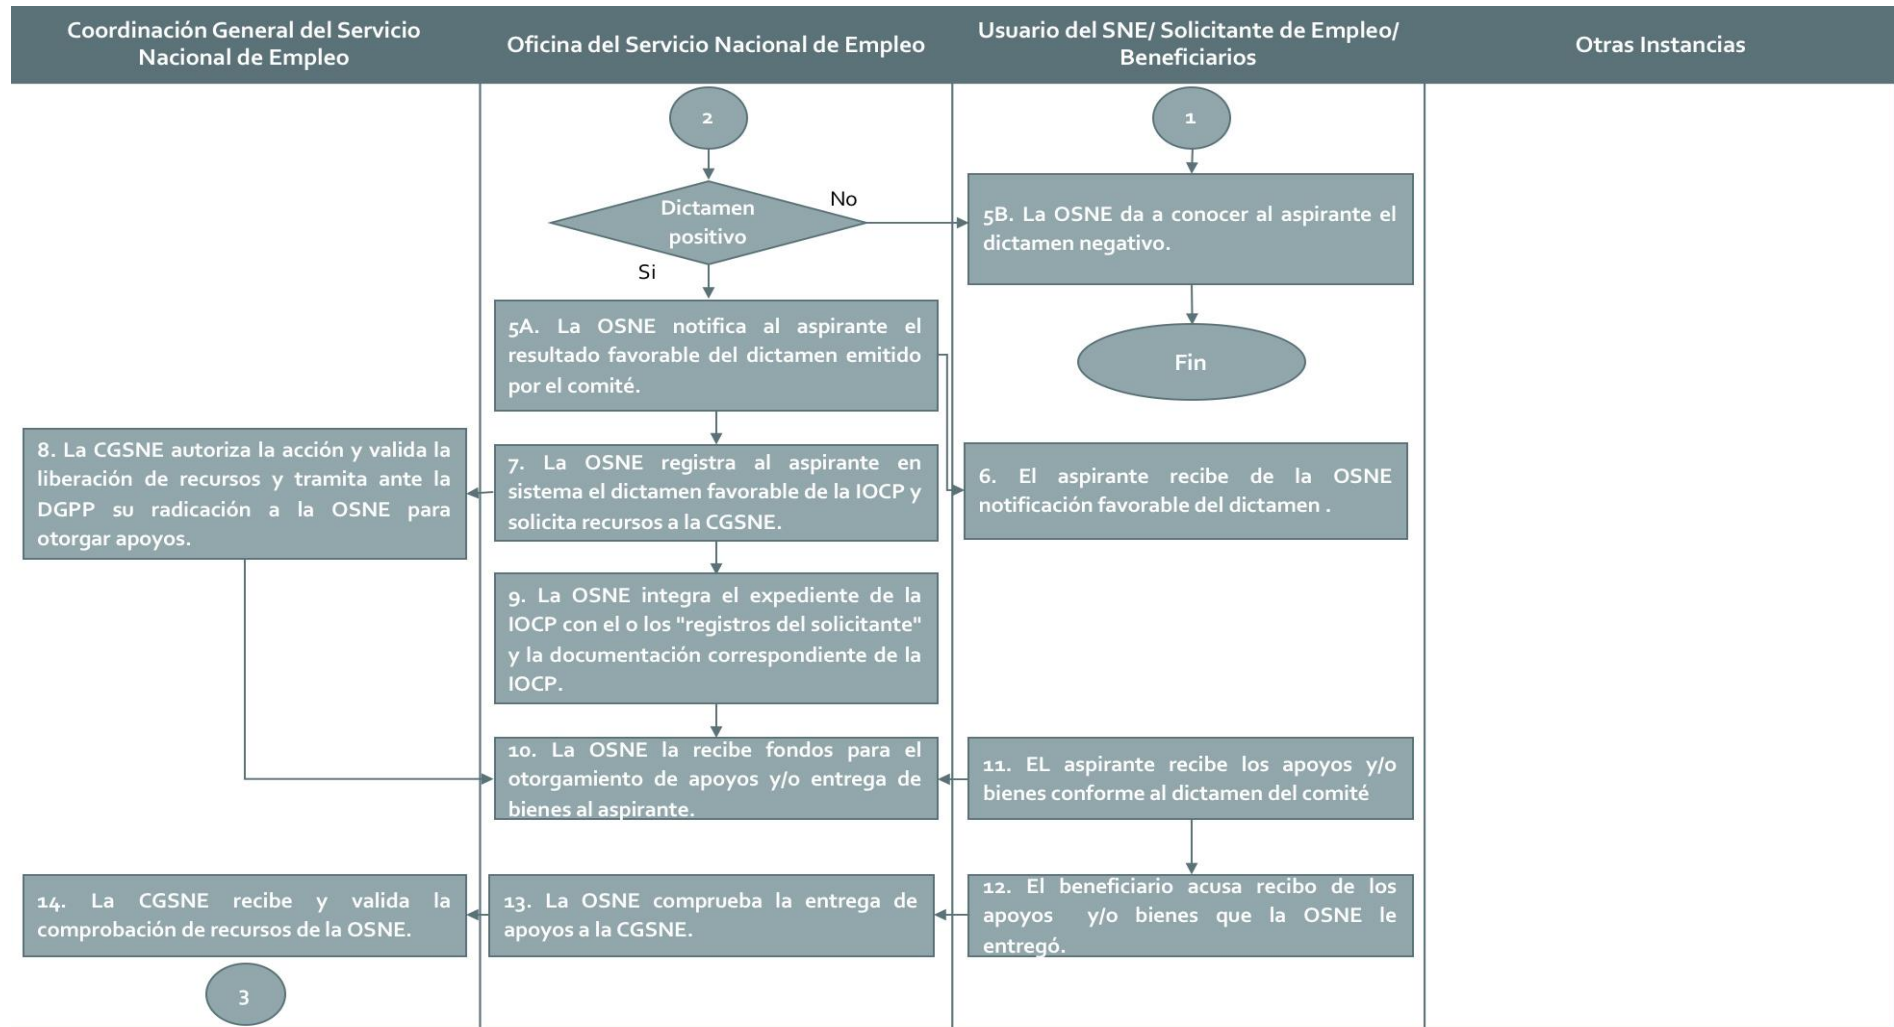 Coordinación General del Servicio
Nacional de Empleo
Oficina del Servicio Nacional de Empleo
Usuario del SNE/ Solicitante de Empleo/
Beneficiarios
Otras Instancias
2
1
Dictamen
positivo
No
Si
5B. La OSNE da a conocer al aspirante el
dictamen negativo.
5A. La OSNE notifica al aspirante el
resultado favorable del dictamen emitido
por el comité.
Fin
8. La CGSNE autoriza la acción y valida la
liberación de recursos y tramita ante la
DGPP su radicación a la OSNE para
otorgar apoyos.
7. La OSNE registra al aspirante en
sistema el dictamen favorable de la IOCP y
solicita recursos a la CGSNE.
6. El aspirante recibe de la OSNE
notificación favorable del dictamen .
9. La OSNE integra el expediente de la
IOCP con el o los "registros del solicitante"
y la documentación correspondiente de la
IOCP.
10. La OSNE la recibe fondos para el
otorgamiento de apoyos y/o entrega de
bienes al aspirante.
11. EL aspirante recibe los apoyos y/o
bienes conforme al dictamen del comité
14. La CGSNE recibe y valida la
comprobación de recursos de la OSNE.
13. La OSNE comprueba la entrega de
apoyos a la CGSNE.
12. El beneficiario acusa recibo de los
apoyos y/o bienes que la OSNE le
entregó.
3